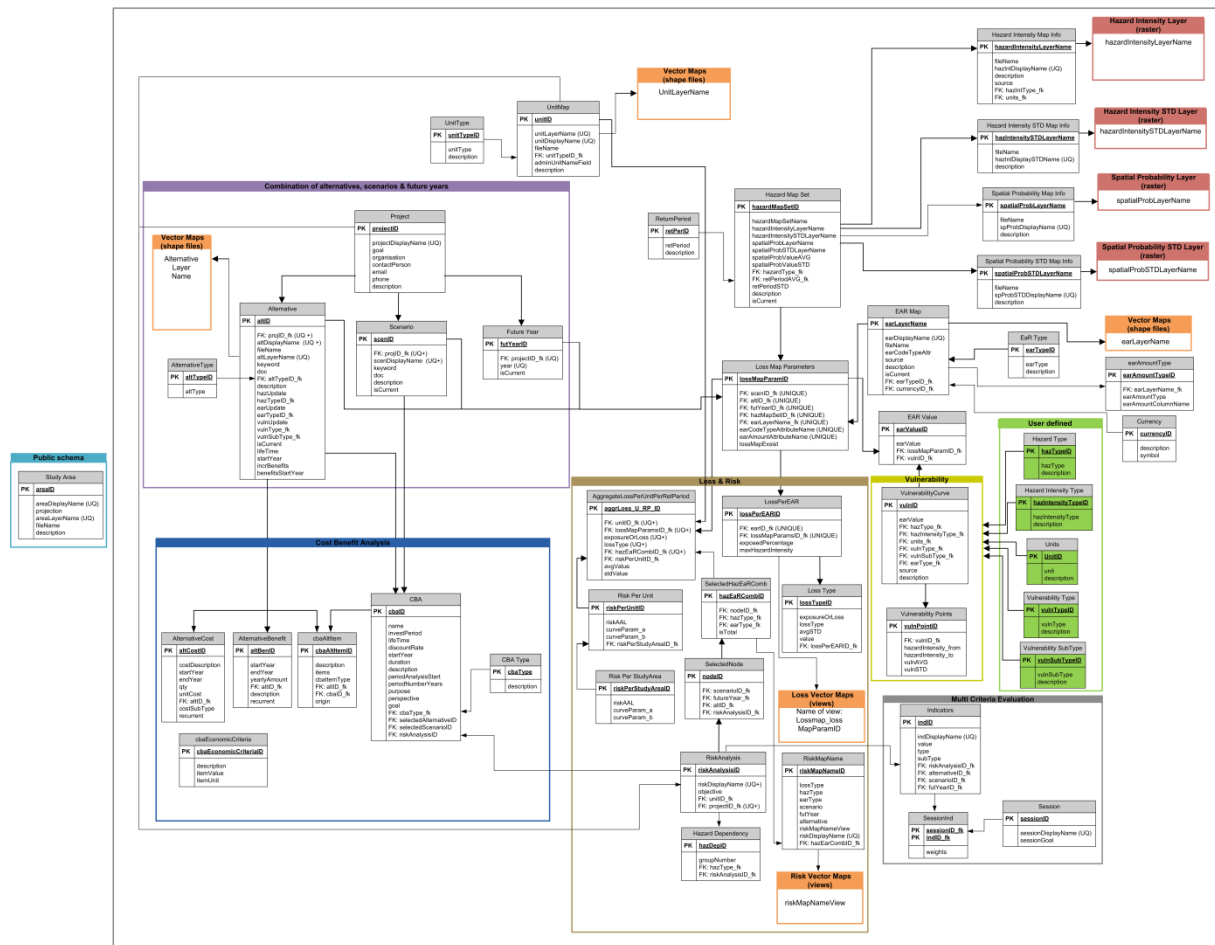 Hazard Intensity Layer
(raster)
hazardIntensityLayerName
Hazard Intensity Map Info
PK hazardIntensityLayerName
fileName
hazIntDisplayName (UQ)
description
source
FK: hazIntType_fk
FK: units_fk
Vector Maps
(shape files)
UnitLayerName
UnitMap
PK unitID
unitLayerName (UQ)
unitDisplayName (UQ)
fileName
FK: unitTypeID_fk
adminUnitNameField
description
UnitType
PK unitTypeID
unitType
description
Hazard Intensity STD Layer
(raster)
hazardIntensitySTDLayerName
Hazard Intensity STD Map Info
PK hazIntensitySTDLayerName
fileName
hazIntDisplaySTDName (UQ)
description
Spatial Probability Layer
(raster)
spatialProbLayerName
Spatial Probability Map Info
PK spatialProbLayerName
fileName
spProbDisplayName (UQ)
description
Spatial Probability STD Layer
(raster)
spatialProbSTDLayerName
Spatial Probability STD Map Info
PK spatialProbSTDLayerName
fileName
spProbSTDDisplayName (UQ)
description
Hazard Map Set
PK hazardMapSetID
hazardMapSetName
hazardIntensityLayerName
hazardIntensitySTDLayerName
spatialProbLayerName
spatialProbSTDLayerName
spatialProbValueAVG
spatialProbValueSTD
FK: hazardType_fk
FK: retPeriodAVG_fk
retPeriodSTD
description
isCurrent
ReturnPeriod
PK retPerID
retPeriod
description
Combination of alternatives, scenarios & future years
Project
PK projectID
projectDisplayName (UQ)
goal
organisation
contactPerson
email
phone
description
Vector Maps
(shape files)
Alternative
Layer
Name
Alternative
PK altID
FK: projID_fk (UQ +)
altDisplayName (UQ +)
fileName
altLayerName (UQ)
keyword
doc
FK: altTypeID_fk
description
hazUpdata
hazTypeID_fk
earUpdate
earTypeID_fk
vulnUpdate
vulnType_fk
vulnSubType_fk
isCurrent
lifeTime
startYear
incrBenefits
benefitsStartYear
AlternativeType
PK altTypeID
altType
Scenario
PK scenID
FK: projID_fk (UQ+)
scenDisplayName (UQ+)
keyword
doc
description
isCurrent
Future Year
PK futYearID
FK: projectID_fk (UQ)
year (UQ)
isCurrent
EAR Map
PK earLayerName
earDisplayName (UQ)
fileName
earCodeTypeAttr
source
description
isCurrent
FK: earTypeID_fk
FK: currencyID_fk
EaR Type
PK earTypeID
earType
description
Vector Maps
(shape files)
earLayerName
earAmountType
PK earAmountTypeID
FK: earLayerName_fk
earAmountType
earAmountColumnName
Currency
PK currencyID
description
symbol
Loss Map Parameters
PK lossMapParamID
FK: scenID_fk (UNIQUE)
FK: altID_fk (UNIQUE)
FK: futYearID_fk (UNIQUE)
FK: hazMapSetID_fk (UNIQUE)
FK: earLayerName_fk (UNIQUE)
earCodeTypeAttributeName (UNIQUE)
earAmountAttributeName (UNIQUE)
lossMapExist
EAR Value
PK earValueID
earValue
FK: lossMapParamID_fk
FK: vulnID_fk
User defined
Hazard Type
PK hazTypeID
hazType
description
Hazard Intensity Type
PK hazIntensityTypeID
hazIntensityType
description
Units
PK UnitID
unit
description
Vulnerability Type
PK vulnTypeID
vulnType
description
Vulnerability SubType
PK vulnSubTypeID
vulnSubType
description
Public schema
Study Area
PK areaID
areaDisplayName (UQ)
projection
areaLayerName (UQ)
fileName
description
Vulnerability
VulnerabilityCurve
PK vulnID
earValue
FK: hazType_fk
FK: hazIntensityType_fk
FK: units_fk
FK: vulnType_fk
FK: vulnSubType_fk
FK: earType_fk
source
description
Vulnerability Points
PK vulnPointID
FK: vulnID_fk
hazardIntensity_from
hazardIntensity_to
vulnAVG
vulnSTD
Loss & Risk
AggregateLossPerUnitPerRetPeriod
PK aggrLoss_U_RP_ID
FK: unitID_fk (UQ+)
FK: lossMapParamsID_fk (UQ+)
exposureOrLoss (UQ+)
lossType (UQ+)
FK: hazEaRCombID_fk (UQ+)
FK: riskPerUnitID_fk
avgValue
stdValue
LossPerEAR
PK lossPerEARID
FK: earID_fk (UNIQUE)
FK: lossMapParamsID_fk (UNIQUE)
exposedPercentage
maxHazardIntensity
Risk Per Unit
PK riskPerUnitID
riskAAL
curveParam_a
curveParam_b
FK: riskPerStudyAreaID_fk
SelectedHazEaRComb
PK hazEaRCombID
FK: nodeID_fk
FK: hazType_fk
FK: earType_fk
isTotal
Loss Type
PK lossTypeID
exposureOrLoss
lossType
avgSTD
value
FK: lossPerEARID_fk
Risk Per StudyArea
PK riskPerStudyAreaID
riskAAL
curveParam_a
curveParam_b
SelectedNode
PK nodeID
FK: scenarioID_fk
FK: futureYear_fk
FK: altID_fk
FK: riskAnalysisID_fk
Loss Vector Maps
(views)
Name of view:
Lossmap_loss
MapParamID
RiskAnalysis
PK riskAnalysisID
riskDisplayName (UQ+)
objective
FK: unitID_fk
FK: projectID_fk (UQ+)
RiskMapName
PK riskMapNameID
lossType
hazType
earType
scenario
futYear
alternative
riskMapNameView
riskDisplayName (UQ)
FK: hazEarCombID_fk
Hazard Dependency
PK hazDepID
groupNumber
FK: hazType_fk
FK: riskAnalysisID_fk
Risk Vector Maps
(views)
riskMapNameView
Cost Benefit Analysis
CBA
PK cbaID
name
investPeriod
lifeTime
discountRate
startYear
duration
description
periodAnalysisStart
periodNumberYears
purpose
perspective
goal
FK: cbaType_fk
FK: selectedAlternativeID
FK: selectedScenarioID
FK: riskAnalysisID
AlternativeCost
PK altCostID
costDescription
startYear
endYear
qty
unitCost
FK: altID_fk
costSubType
recurrent
AlternativeBenefit
PK altBenID
startYear
endYear
yearlyAmount
FK: altID_fk
description
recurrent
cbaAltItem
PK cbaAltItemID
description
items
cbaItemType
FK: altID_fk
FK: cbaID_fk
origin
CBA Type
PK cbaType
description
cbaEconomicCriteria
PK cbaEconomicCriteriaID
description
itemValue
itemUnit
Multi Criteria Evaluation
Indicators
PK indID
indDisplayName (UQ)
value
type
subType
FK: riskAnalysisID_fk
FK: alternativeID_fk
FK: scenarioID_fk
FK: futYearID_fk
SessionInd
PK sessionID_fk
PK indID_fk
weights
Session
PK sessionID
sessionDisplayName (UQ)
sessionGoal